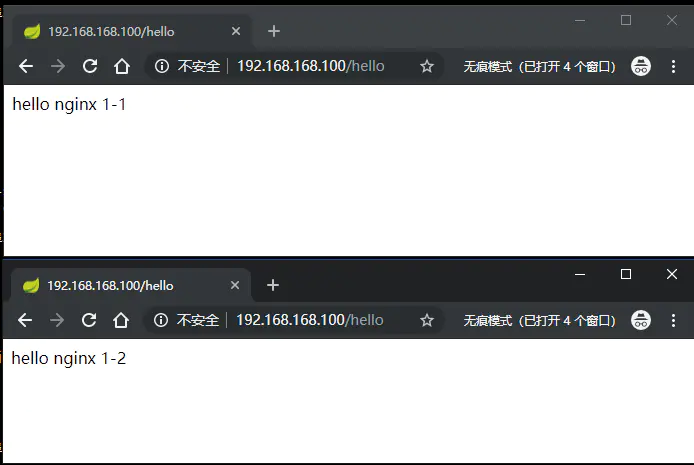 192.168.168.100/hello
不安全 192.168.168.100/hello 无痕模式（已打开 4 个窗口）
hello nginx 1-1
192.168.168.100/hello
不安全 192.168.168.100/hello 无痕模式（已打开 4 个窗口）
hello nginx 1-2